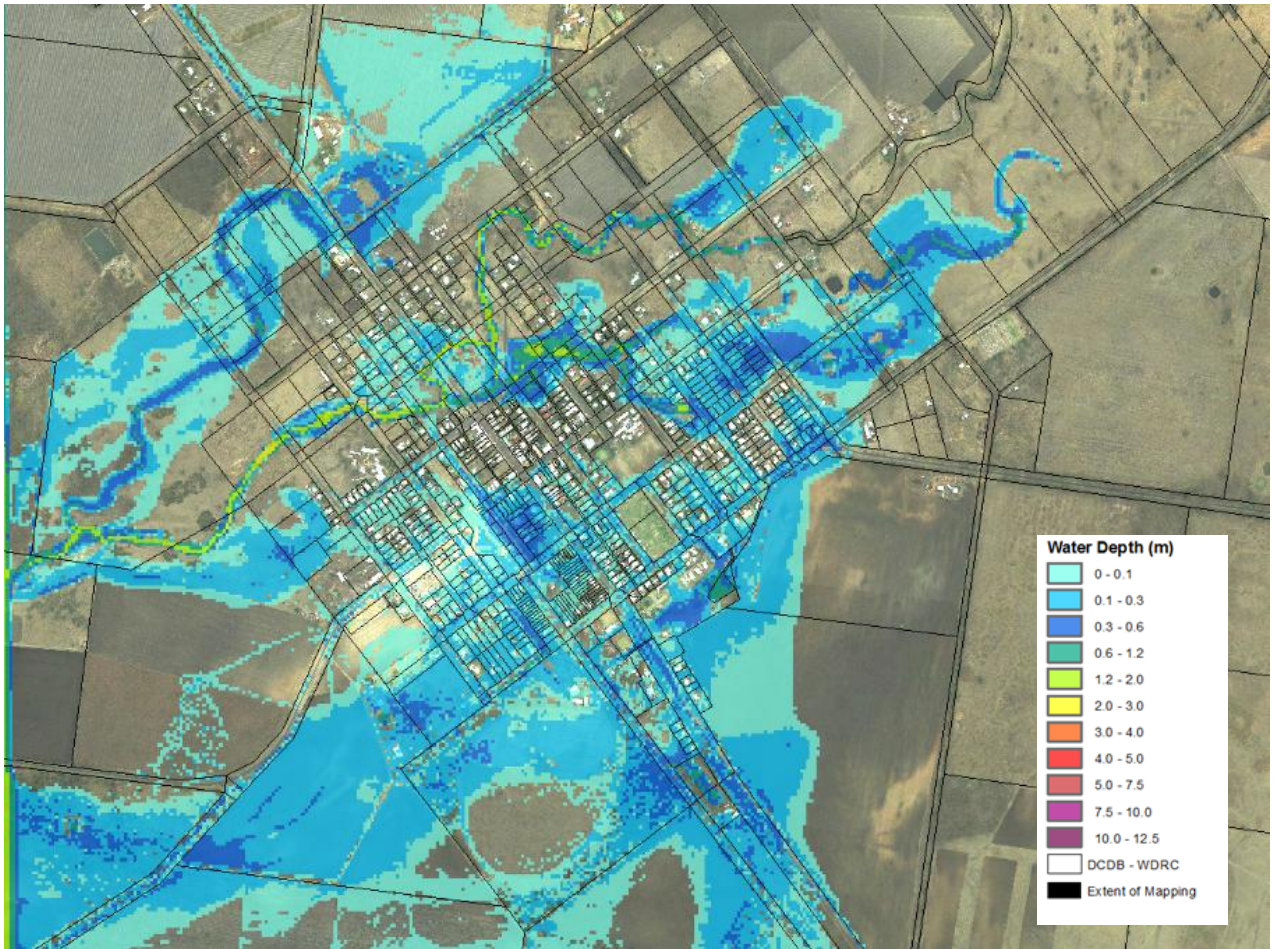 Water Depth (m)
0 - 0.1
0.1 - 0.3
0.3 - 0.6
0.6 - 1.2
1.2 - 2.0
2.0 - 3.0
3.0 - 4.0
4.0 - 5.0
5.0 - 7.5
7.5 - 10.0
10.0 - 12.5
DCDB - WDRC
Extent of Mapping